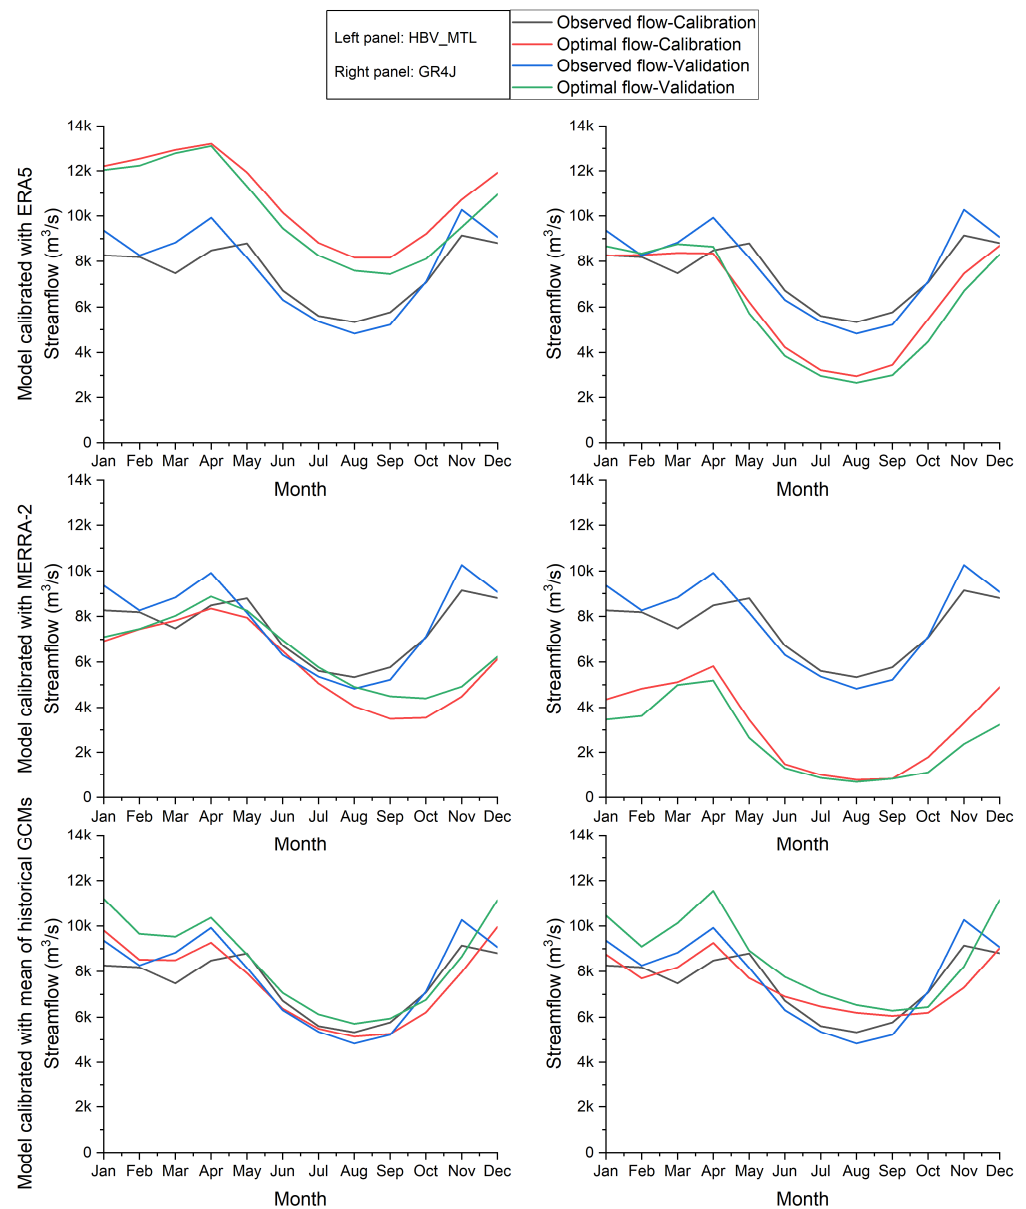 Left panel: HBV_MTL
Right panel: GR4J
Observed flow-Calibration
Optimal flow-Calibration
Observed flow-Validation
Optimal flow-Validation
Model calibrated with ERA5
Streamflow (m³/s)
14k
12k
10k
8k
6k
4k
2k
0
Jan Feb Mar Apr May Jun Jul Aug Sep Oct Nov Dec
Month
Streamflow (m³/s)
14k
12k
10k
8k
6k
4k
2k
0
Jan Feb Mar Apr May Jun Jul Aug Sep Oct Nov Dec
Month
Model calibrated with MERRA-2
Streamflow (m³/s)
14k
12k
10k
8k
6k
4k
2k
0
Jan Feb Mar Apr May Jun Jul Aug Sep Oct Nov Dec
Month
Streamflow (m³/s)
14k
12k
10k
8k
6k
4k
2k
0
Jan Feb Mar Apr May Jun Jul Aug Sep Oct Nov Dec
Month
Model calibrated with mean of historical GCMs
Streamflow (m³/s)
14k
12k
10k
8k
6k
4k
2k
0
Jan Feb Mar Apr May Jun Jul Aug Sep Oct Nov Dec
Month
Streamflow (m³/s)
14k
12k
10k
8k
6k
4k
2k
0
Jan Feb Mar Apr May Jun Jul Aug Sep Oct Nov Dec
Month